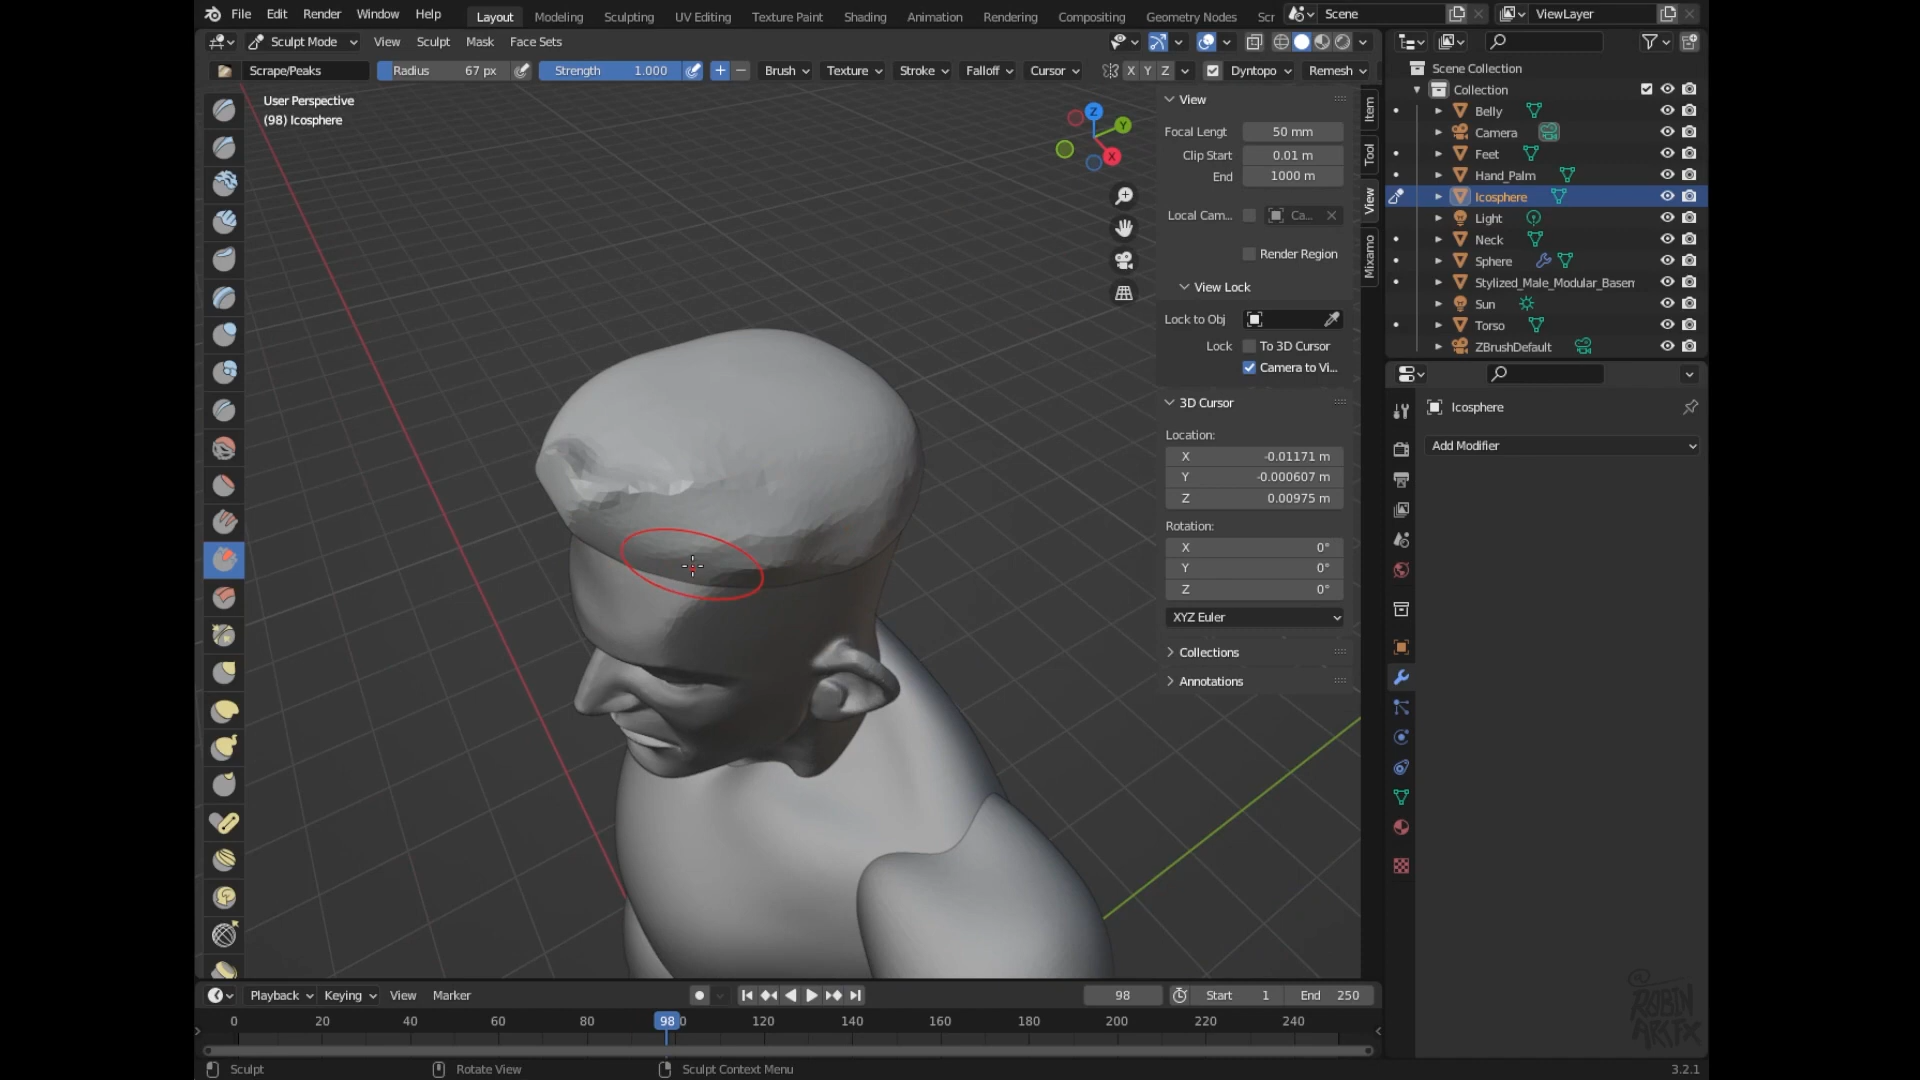 File Edit Render Window Help Layout Modeling Sculpting UV Editing Texture Paint Shading Animation Rendering Compositing Geometry Nodes Scr Scene ViewLayer
Sculpt Mode View Sculpt Mask Face Sets
Scrape/Peaks Radius 67 px Strength 1.000 Brush Texture Stroke Falloff Cursor X Y Z Dyntopo Remesh
User Perspective
(98) Icosphere
Z
Y
X
View
Focal Lengt 50 mm
Clip Start 0.01 m
End 1000 m
Local Cam... Ca...
Render Region
View Lock
Lock to Obj
Lock To 3D Cursor
Camera to Vi...
3D Cursor
Location:
X -0.01171 m
Y -0.000607 m
Z 0.00975 m
Rotation:
X 0°
Y 0°
Z 0°
XYZ Euler
Collections
Annotations
Item
Tool
View
Mixamo
Scene Collection
Collection
Belly
Camera
Feet
Hand_Palm
Icosphere
Light
Neck
Sphere
Stylized_Male_Modular_Basem
Sun
Torso
ZBrushDefault
Icosphere
Add Modifier
Playback Keying View Marker 98 Start 1 End 250
0 20 40 60 80 98 0 120 140 160 180 200 220 240
Sculpt Rotate View Sculpt Context Menu 3.2.1
@
ROBIN
ARTFX